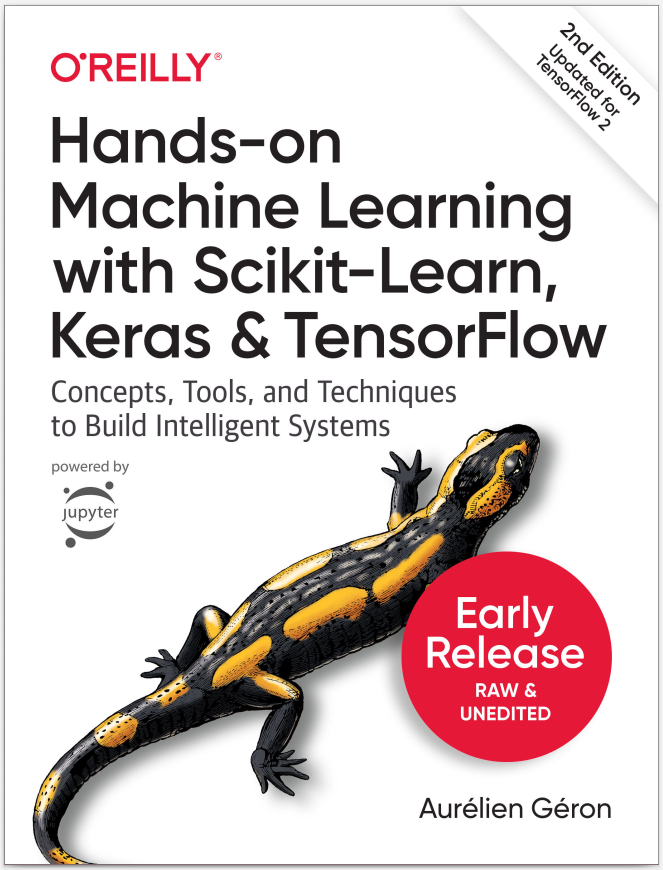 O'REILLY®
2nd Edition
Updated for
TensorFlow 2
Hands-on
Machine Learning
with Scikit-Learn,
Keras & TensorFlow
Concepts, Tools, and Techniques
to Build Intelligent Systems
powered by
jupyter
Early
Release
RAW &
UNEDITED
Aurélien Géron